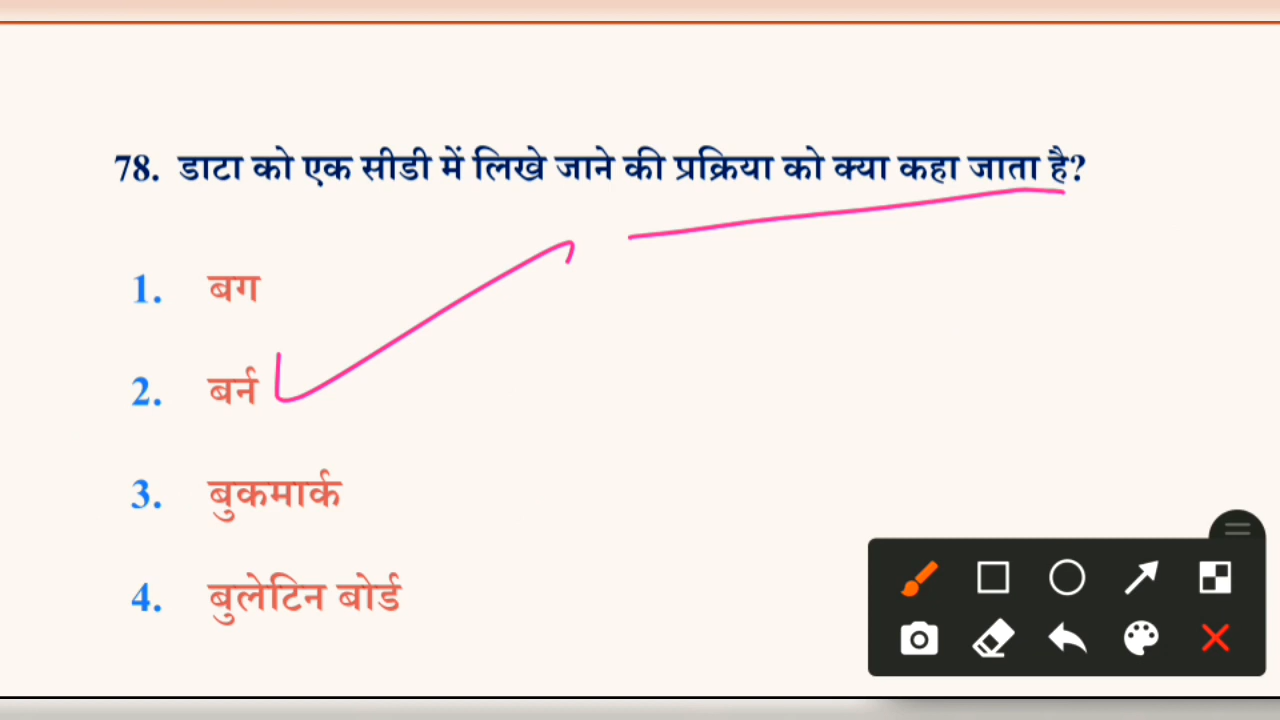 78. डाटा को एक सीडी में लिखे जाने की प्रक्रिया को क्या कहा जाता है?
1. बग
2. बर्न
3. बुकमार्क
4. बुलेटिन बोर्ड